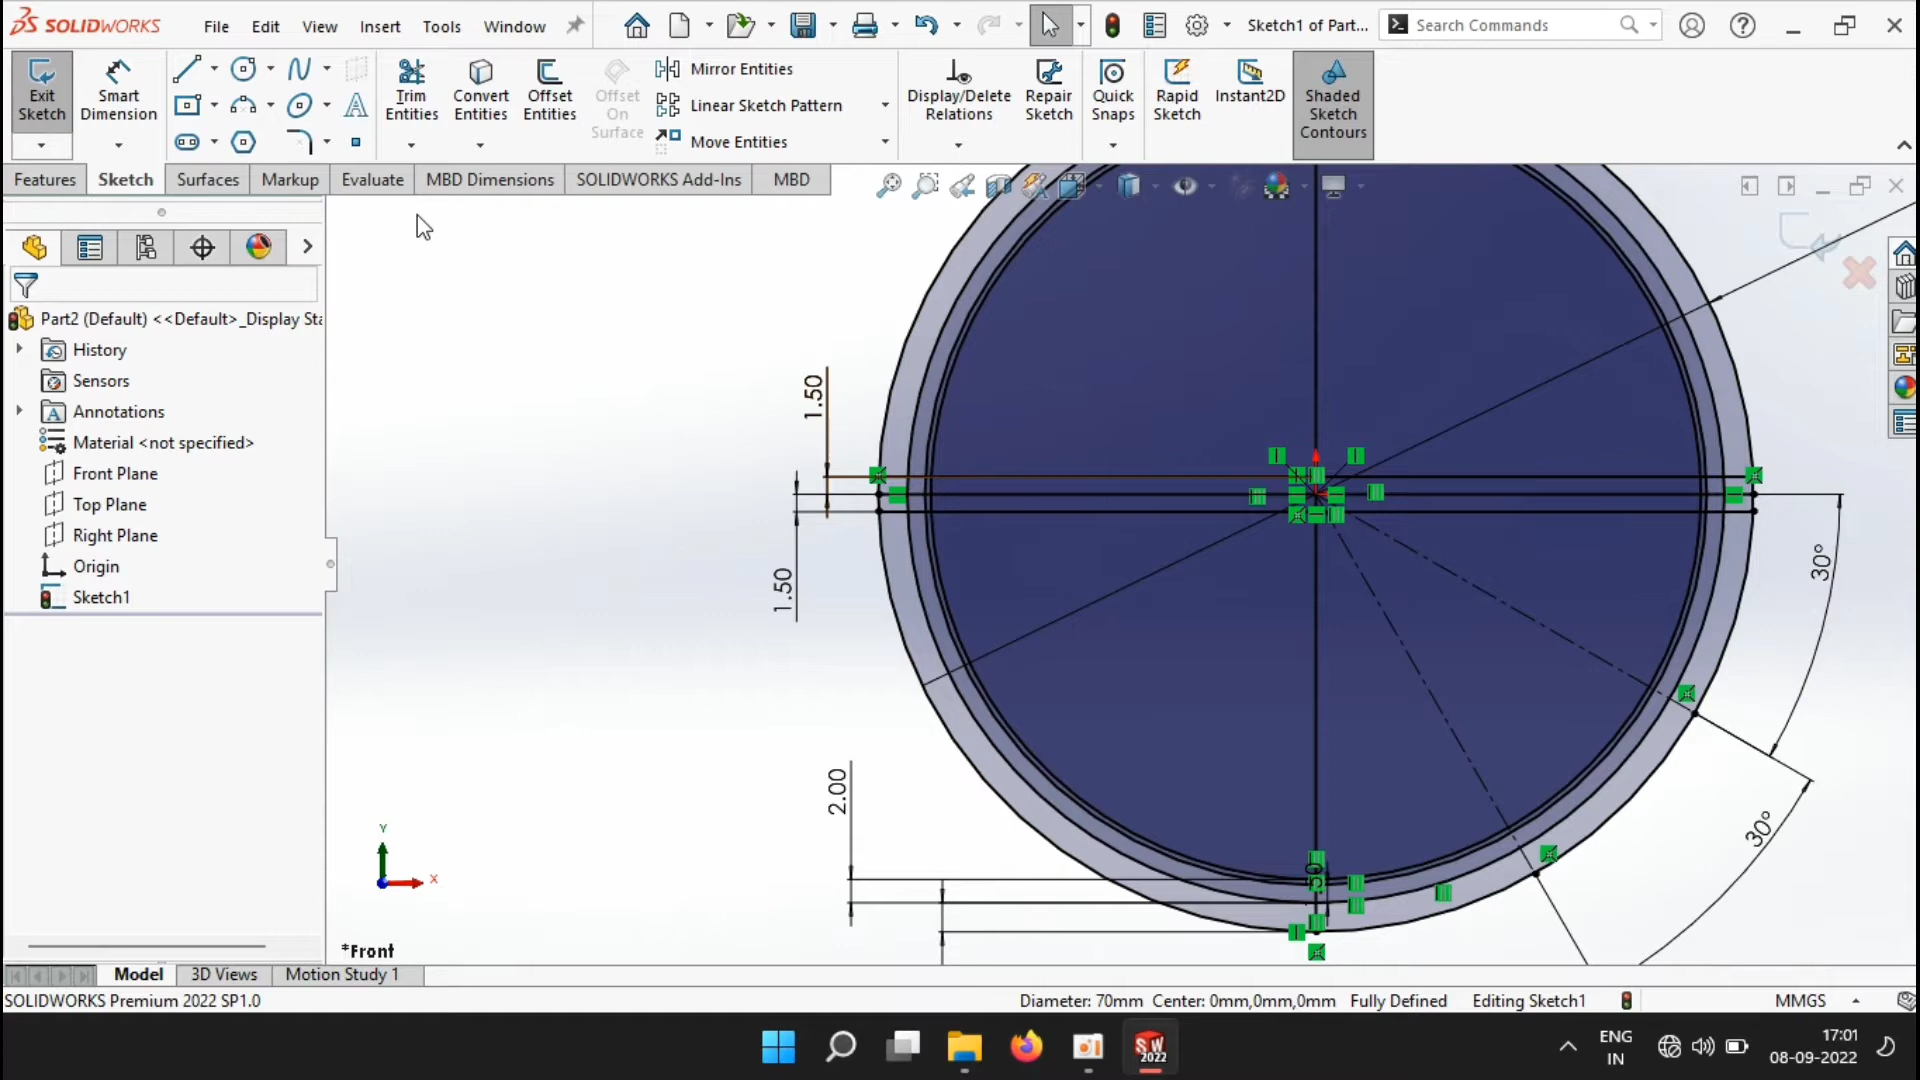 SOLIDWORKS File Edit View Insert Tools Window Sketch1 of Part... Search Commands
Exit Sketch
Smart Dimension
Trim Entities
Convert Entities
Offset Entities
Offset On Surface
Mirror Entities
Linear Sketch Pattern
Move Entities
Display/Delete Relations
Repair Sketch
Quick Snaps
Rapid Sketch
Instant2D
Shaded Sketch Contours
Features Sketch Surfaces Markup Evaluate MBD Dimensions SOLIDWORKS Add-Ins MBD
Part2 (Default) <<Default>_Display Sta
History
Sensors
Annotations
Material <not specified>
Front Plane
Top Plane
Right Plane
Origin
Sketch1
1.50
1.50
30°
2.00
.50
30°
Y
X
*Front
Model 3D Views Motion Study 1
SOLIDWORKS Premium 2022 SP1.0 Diameter: 70mm Center: 0mm,0mm,0mm Fully Defined Editing Sketch1 MMGS
SW 2022
ENG IN
17:01
08-09-2022